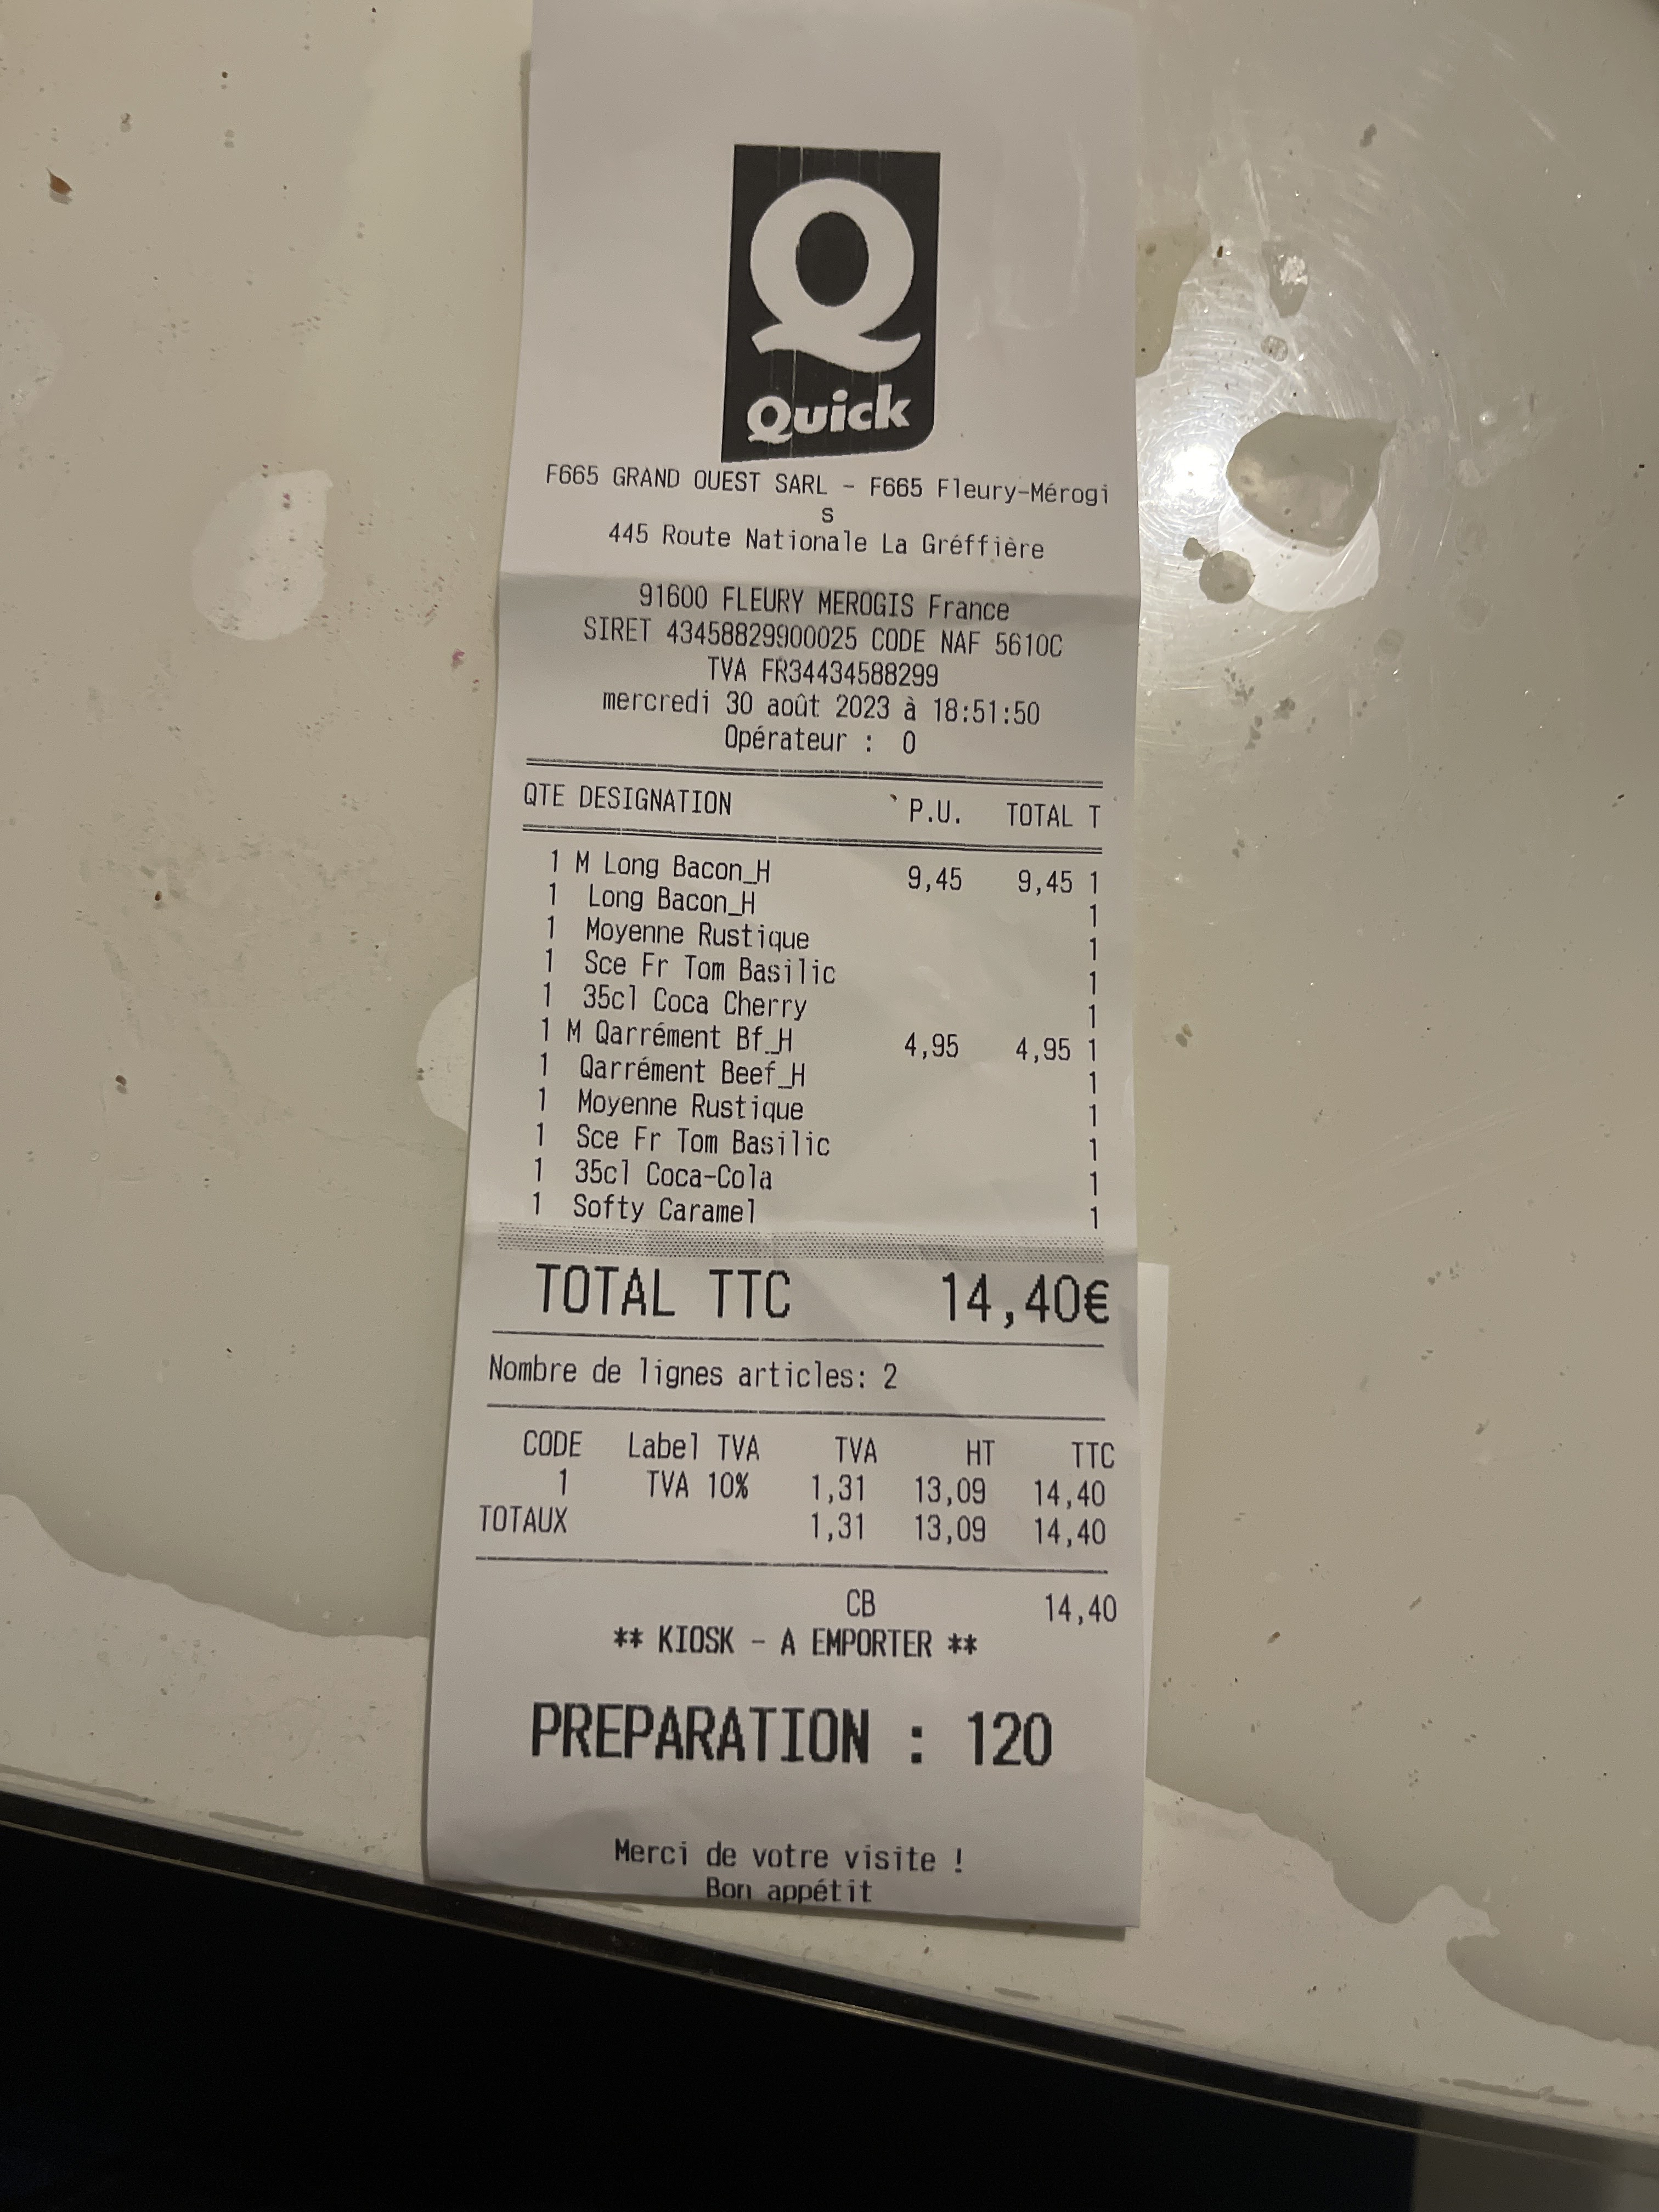 Q
Quick
F665 GRAND OUEST SARL - F665 Fleury-Mérogi
s
445 Route Nationale La Gréffière
91600 FLEURY MEROGIS France
SIRET 43458829900025 CODE NAF 5610C
TVA FR34434588299
mercredi 30 août 2023 à 18:51:50
Opérateur : 0
QTE DESIGNATION P.U. TOTAL T
1 M Long Bacon_H 9,45 9,45 1
1 Long Bacon_H 1
1 Moyenne Rustique 1
1 Sce Fr Tom Basilic 1
1 35cl Coca Cherry 1
1 M Qarrément Bf_H 4,95 4,95 1
1 Qarrément Beef_H 1
1 Moyenne Rustique 1
1 Sce Fr Tom Basilic 1
1 35cl Coca-Cola 1
1 Softy Caramel 1
TOTAL TTC 14,40€
Nombre de lignes articles: 2
CODE Label TVA TVA HT TTC
1 TVA 10% 1,31 13,09 14,40
TOTAUX 1,31 13,09 14,40
CB 14,40
** KIOSK - A EMPORTER **
PREPARATION : 120
Merci de votre visite !
Bon appétit